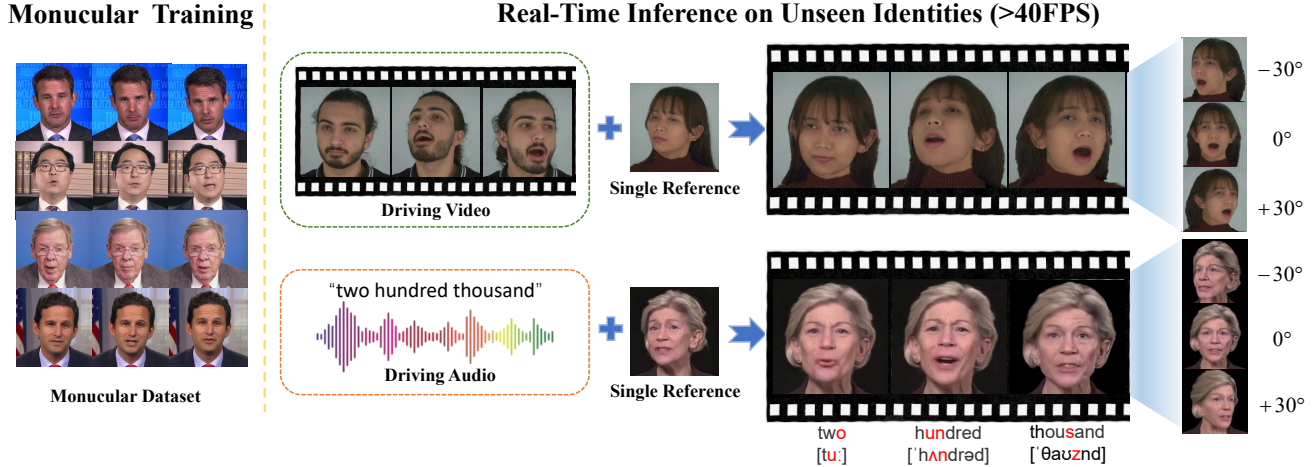 Monucular Training
Real-Time Inference on Unseen Identities (>40FPS)
Driving Video
Single Reference
−30°
0°
+30°
"two hundred thousand"
Driving Audio
Single Reference
−30°
0°
+30°
two hundred thousand
[tuː] [ˈhʌndrəd] [ˈθaʊznd]
Monucular Dataset